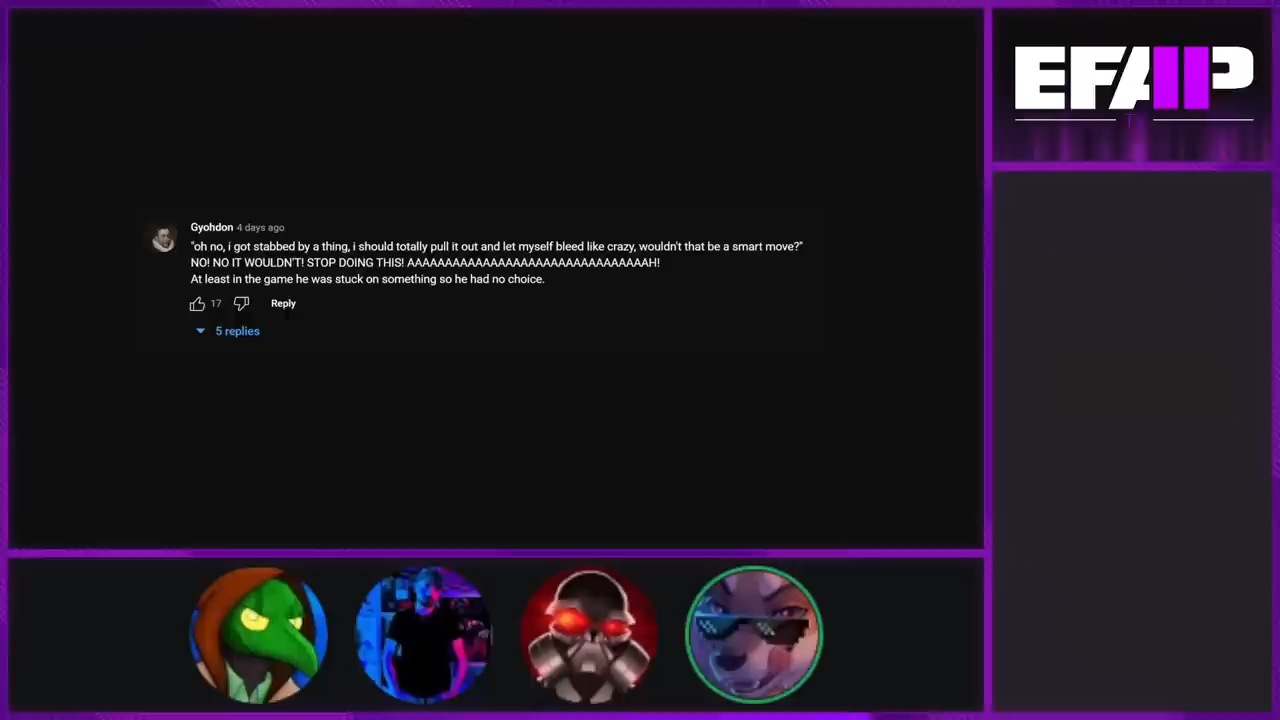 EFAP
Gyohdon 4 days ago
"oh no, i got stabbed by a thing, i should totally pull it out and let myself bleed like crazy, wouldn't that be a smart move?"
NO! NO IT WOULDN'T! STOP DOING THIS! AAAAAAAAAAAAAAAAAAAAAAAAAAAAAAAAH!
At least in the game he was stuck on something so he had no choice.
17 Reply
5 replies